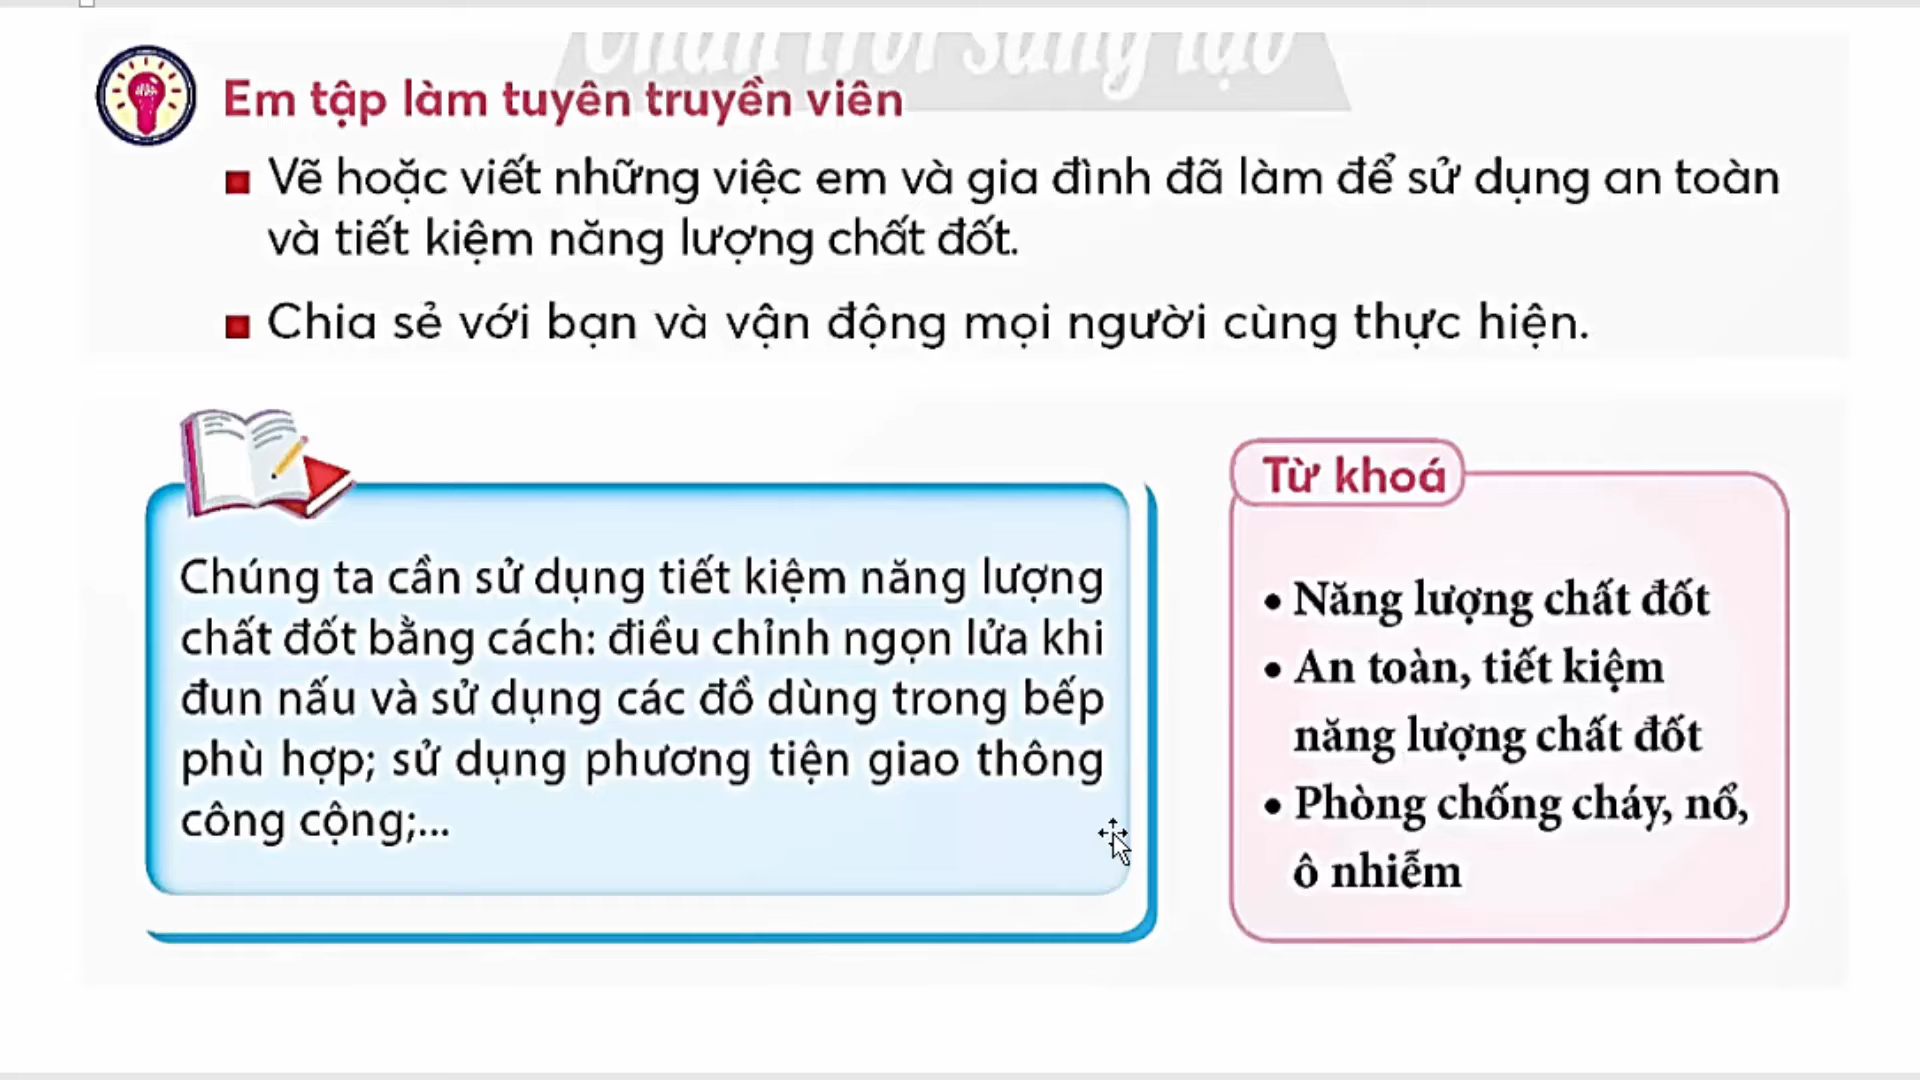 Chân trời sáng tạo
Em tập làm tuyên truyền viên
Vẽ hoặc viết những việc em và gia đình đã làm để sử dụng an toàn
và tiết kiệm năng lượng chất đốt.
Chia sẻ với bạn và vận động mọi người cùng thực hiện.
Chúng ta cần sử dụng tiết kiệm năng lượng
chất đốt bằng cách: điều chỉnh ngọn lửa khi
đun nấu và sử dụng các đồ dùng trong bếp
phù hợp; sử dụng phương tiện giao thông
công cộng;...
Từ khoá
• Năng lượng chất đốt
• An toàn, tiết kiệm
năng lượng chất đốt
• Phòng chống cháy, nổ,
ô nhiễm